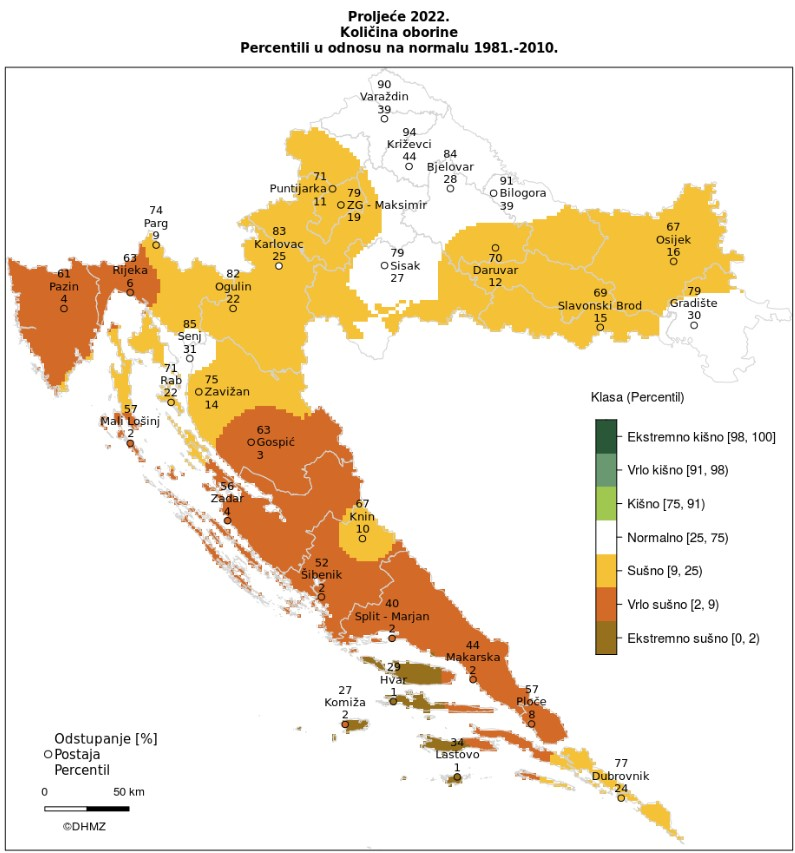 Proljeće 2022.
Količina oborine
Percentili u odnosu na normalu 1981.-2010.
90
Varaždin
39
94
Križevci
44
84
Bjelovar
28
91
Bilogora
39
71
Puntijarka
11
79
ZG - Maksimir
19
74
Parg
9
83
Karlovac
25
79
Sisak
27
70
Daruvar
12
67
Osijek
16
61
Pazin
4
63
Rijeka
6
82
Ogulin
22
69
Slavonski Brod
15
79
Gradište
30
85
Senj
31
71
Rab
22
75
Zavižan
14
57
Mali Lošinj
2
63
Gospić
3
56
Zadar
4
67
Knin
10
52
Šibenik
2
40
Split - Marjan
2
44
Makarska
2
29
Hvar
1
27
Komiža
2
57
Ploče
8
34
Lastovo
1
77
Dubrovnik
24
Klasa (Percentil)
Ekstremno kišno [98, 100]
Vrlo kišno [91, 98)
Kišno [75, 91)
Normalno [25, 75)
Sušno [9, 25)
Vrlo sušno [2, 9)
Ekstremno sušno [0, 2)
Odstupanje [%]
Postaja
Percentil
0 50 km
©DHMZ